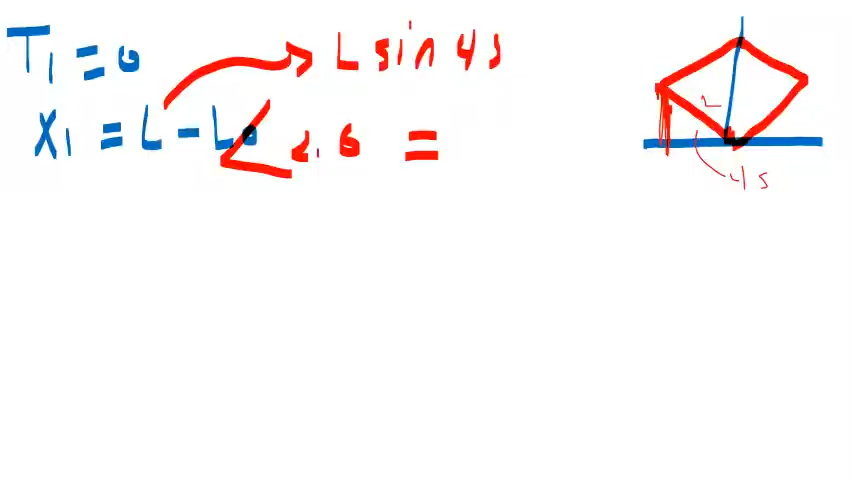 T1 = 0 L sin 45
X1 = L - L0 2.6 =
L
45